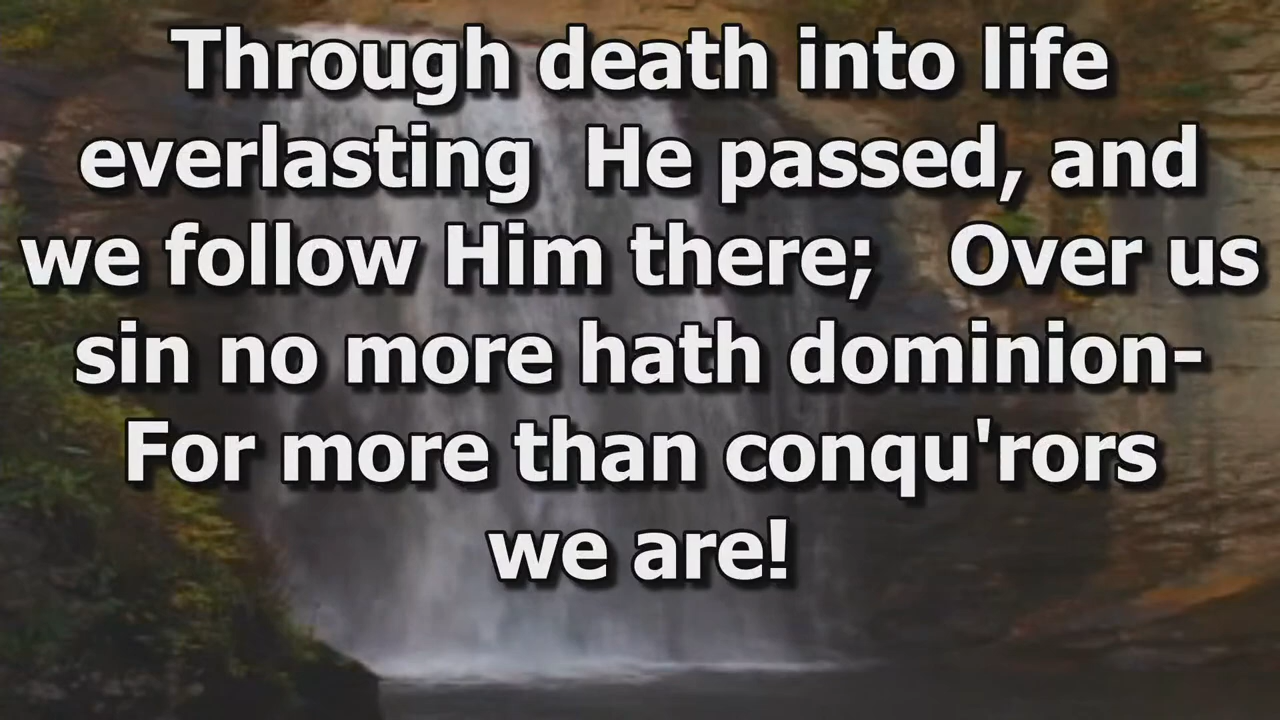 Through death into life
everlasting He passed, and
we follow Him there; Over us
sin no more hath dominion-
For more than conqu'rors
we are!